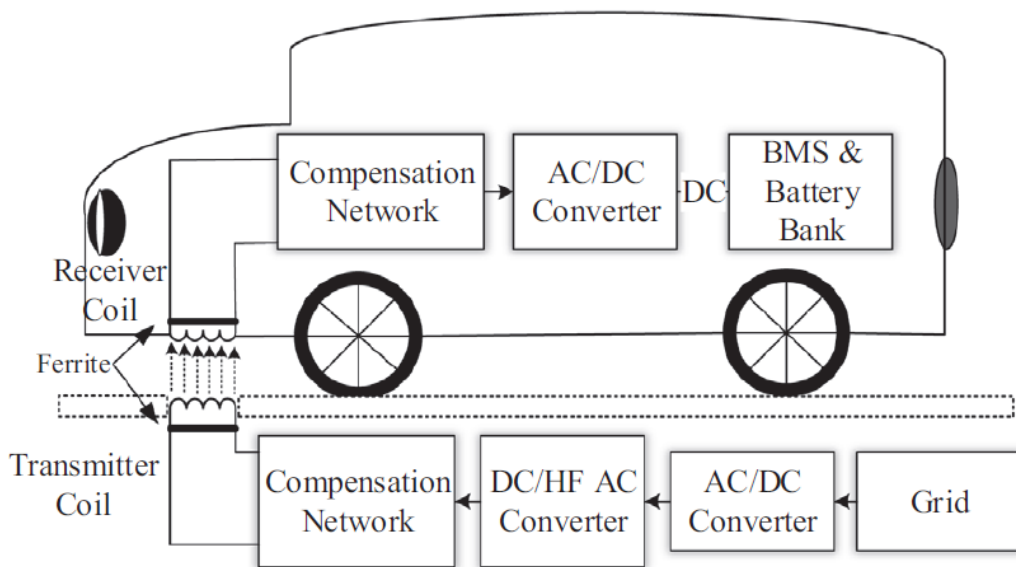 Compensation
Network
AC/DC
Converter
DC
BMS &
Battery
Bank
Receiver
Coil
Ferrite
Transmitter
Coil
Compensation
Network
DC/HF AC
Converter
AC/DC
Converter
Grid